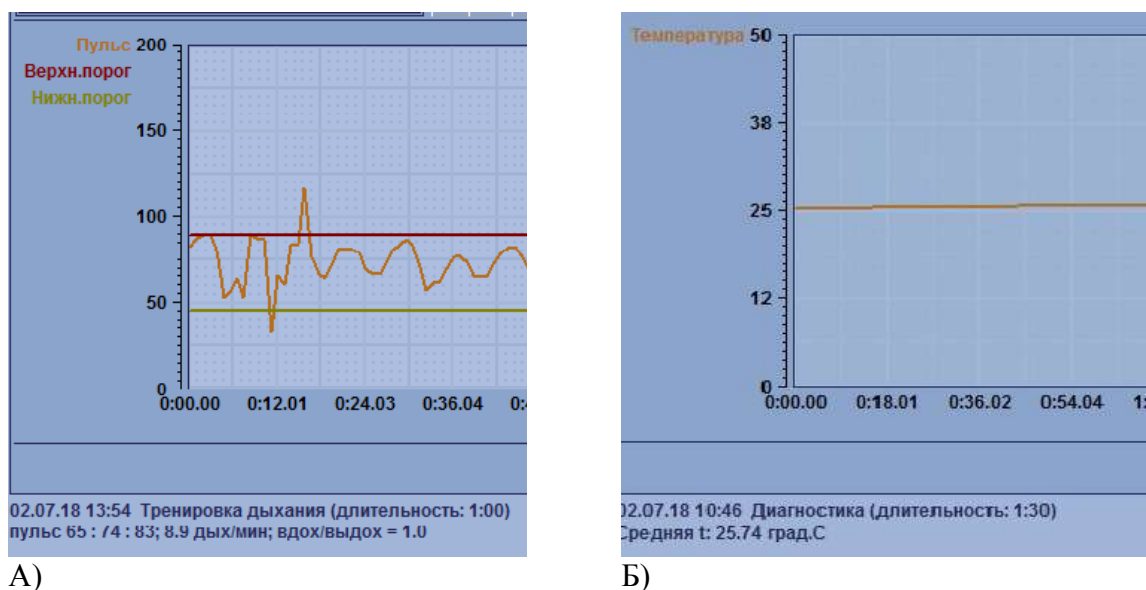 Пульс 200
Верхн.порог
Нижн.порог
150
100
50
0
0:00.00 0:12.01 0:24.03 0:36.04 0:4
02.07.18 13:54 Тренировка дыхания (длительность: 1:00)
пульс 65 : 74 : 83; 8.9 дых/мин; вдох/выдох = 1.0
А)
Температура 50
38
25
12
0
0:00.00 0:18.01 0:36.02 0:54.04 1:
02.07.18 10:46 Диагностика (длительность: 1:30)
Средняя t: 25.74 град.С
Б)